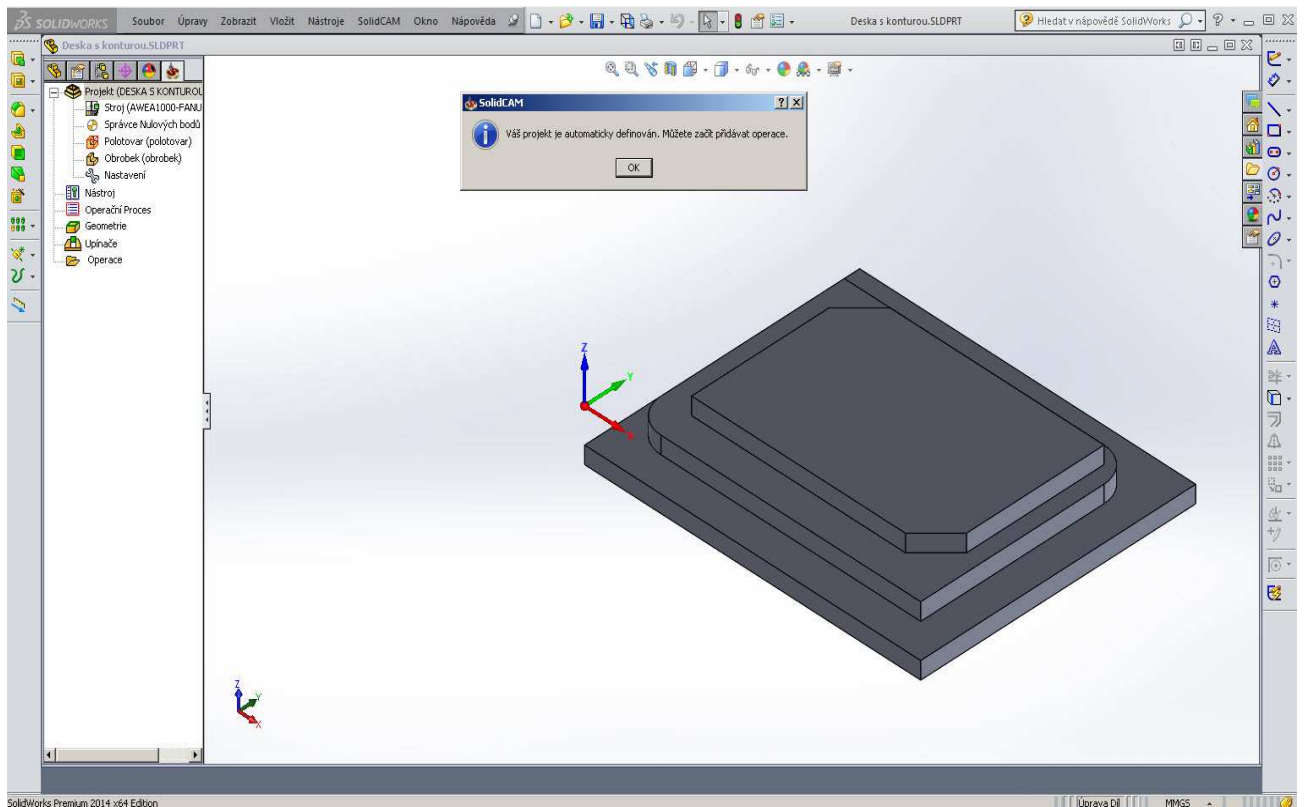 SOLIDWORKS Soubor Úpravy Zobrazit Vložit Nástroje SolidCAM Okno Nápověda Deska s konturou.SLDPRT Hledat v nápovědě SolidWorks
Deska s konturou.SLDPRT
Projekt (DESKA S KONTUROU
Stroj (AWEA1000-FANU
Správce Nulových bodů
Polotovar (polotovar)
Obrobek (obrobek)
Nastavení
Nástroj
Operační Proces
Geometrie
Upínače
Operace
SolidCAM
Váš projekt je automaticky definován. Můžete začít přidávat operace.
OK
Z
Y
X
Z
Y
X
SolidWorks Premium 2014 x64 Edition Úprava Díl MMGS